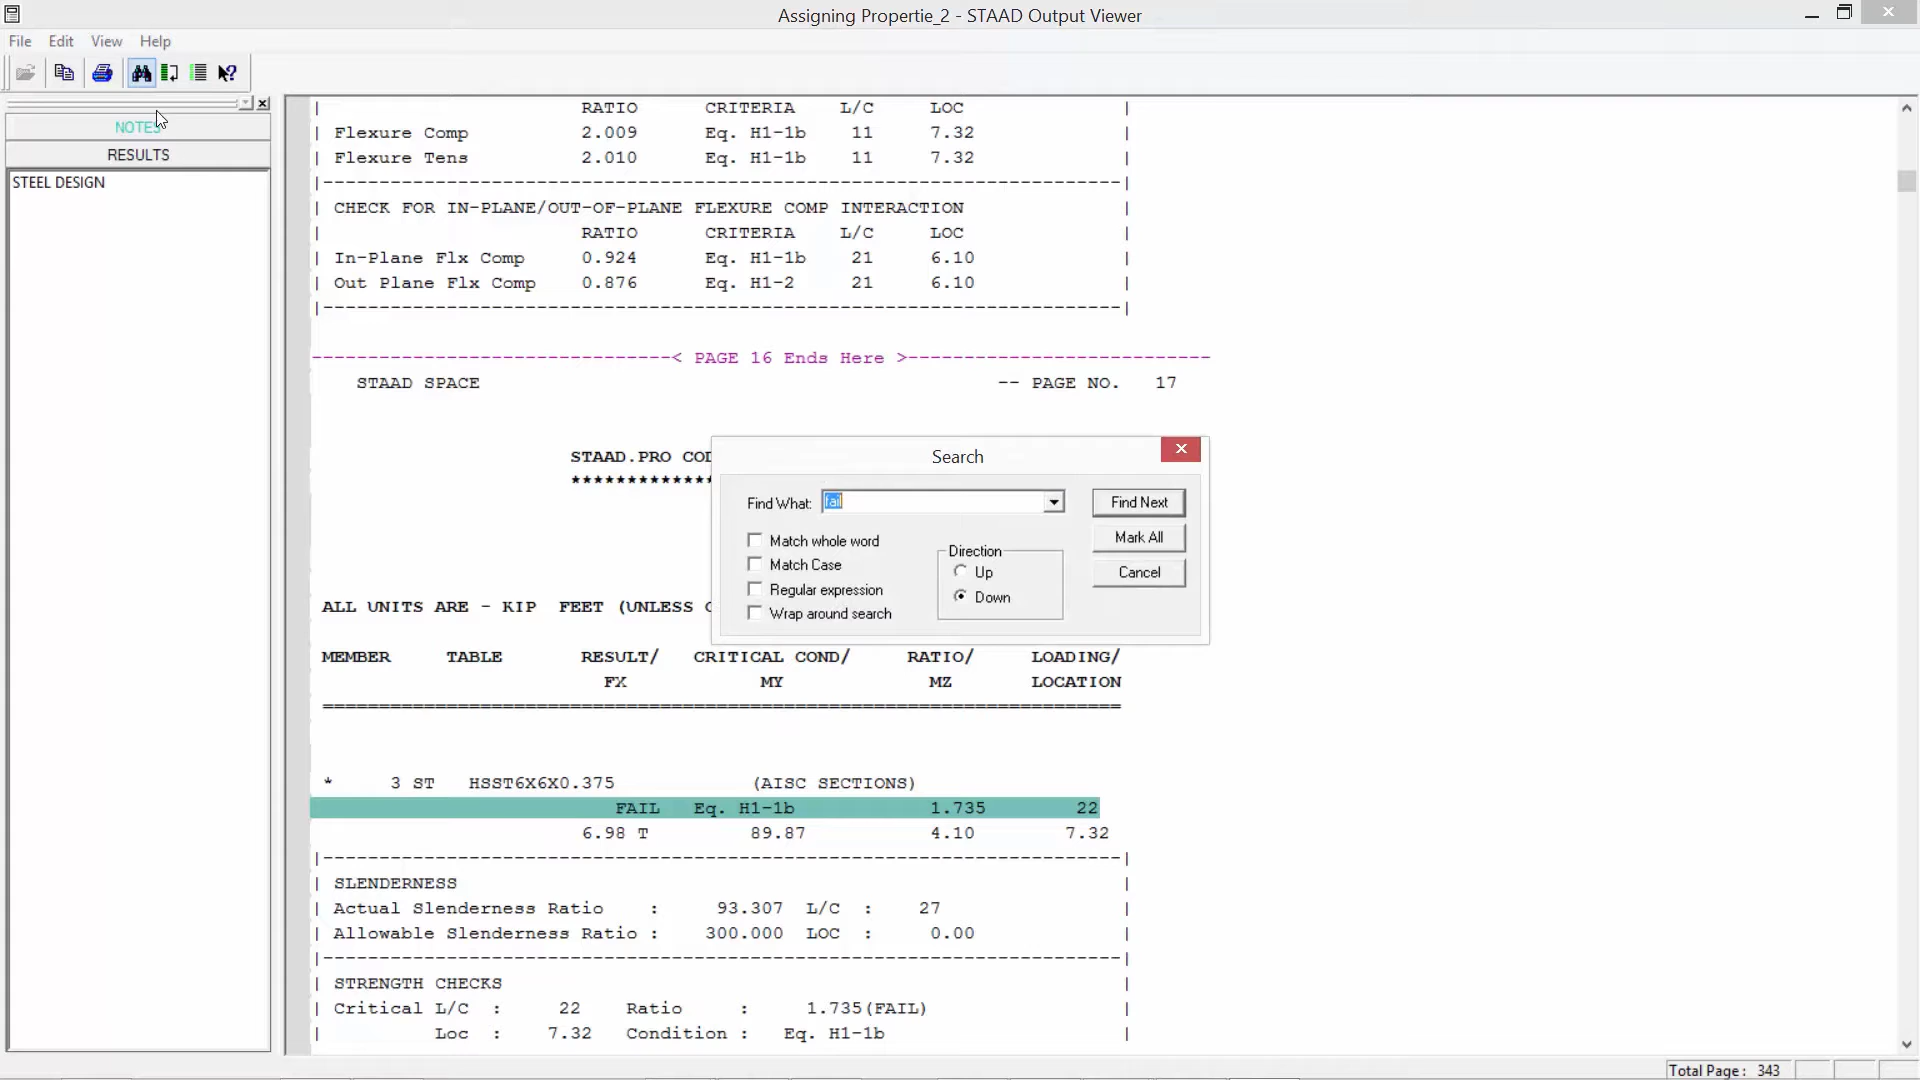 Assigning Propertie_2 - STAAD Output Viewer
File Edit View Help
NOTES
RESULTS
STEEL DESIGN
| RATIO CRITERIA L/C LOC |
| Flexure Comp 2.009 Eq. H1-1b 11 7.32 |
| Flexure Tens 2.010 Eq. H1-1b 11 7.32 |
|-----------------------------------------------------------------------|
| CHECK FOR IN-PLANE/OUT-OF-PLANE FLEXURE COMP INTERACTION |
| RATIO CRITERIA L/C LOC |
| In-Plane Flx Comp 0.924 Eq. H1-1b 21 6.10 |
| Out Plane Flx Comp 0.876 Eq. H1-2 21 6.10 |
|-----------------------------------------------------------------------|
--------------------------------< PAGE 16 Ends Here >---------------------------
STAAD SPACE -- PAGE NO. 17
STAAD.PRO COD
*************
ALL UNITS ARE - KIP FEET (UNLESS
MEMBER TABLE RESULT/ CRITICAL COND/ RATIO/ LOADING/
FX MY MZ LOCATION
=======================================================================
* 3 ST HSST6X6X0.375 (AISC SECTIONS)
FAIL Eq. H1-1b 1.735 22
6.98 T 89.87 4.10 7.32
|-----------------------------------------------------------------------|
| SLENDERNESS |
| Actual Slenderness Ratio : 93.307 L/C : 27 |
| Allowable Slenderness Ratio : 300.000 LOC : 0.00 |
|-----------------------------------------------------------------------|
| STRENGTH CHECKS |
| Critical L/C : 22 Ratio : 1.735(FAIL) |
| Loc : 7.32 Condition : Eq. H1-1b |
Search
Find What: fail
Find Next
Match whole word
Match Case
Regular expression
Wrap around search
Direction
Up
Down
Mark All
Cancel
Total Page : 343